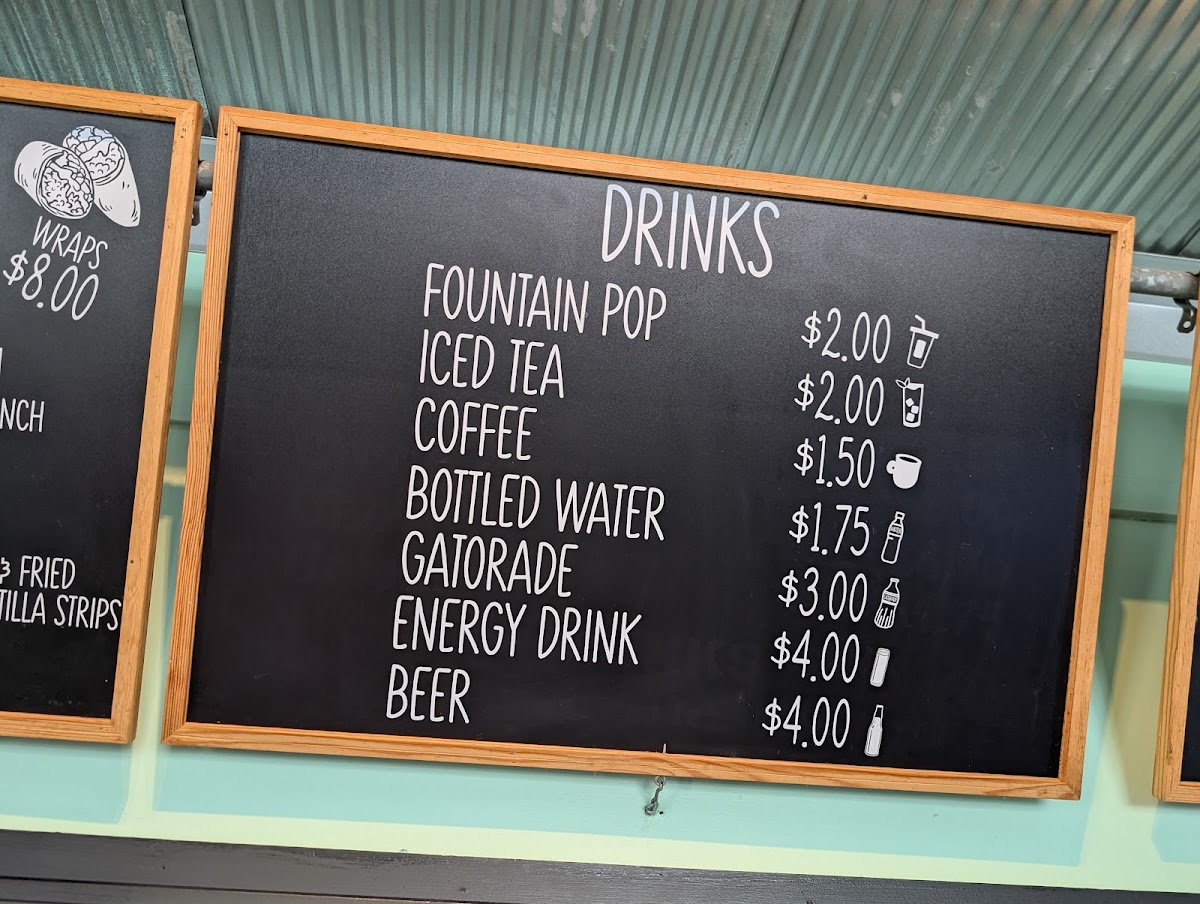 WRAPS
$8.00
NCH
& FRIED
TILLA STRIPS
DRINKS
FOUNTAIN POP $2.00
ICED TEA $2.00
COFFEE $1.50
BOTTLED WATER $1.75
GATORADE $3.00
ENERGY DRINK $4.00
BEER $4.00